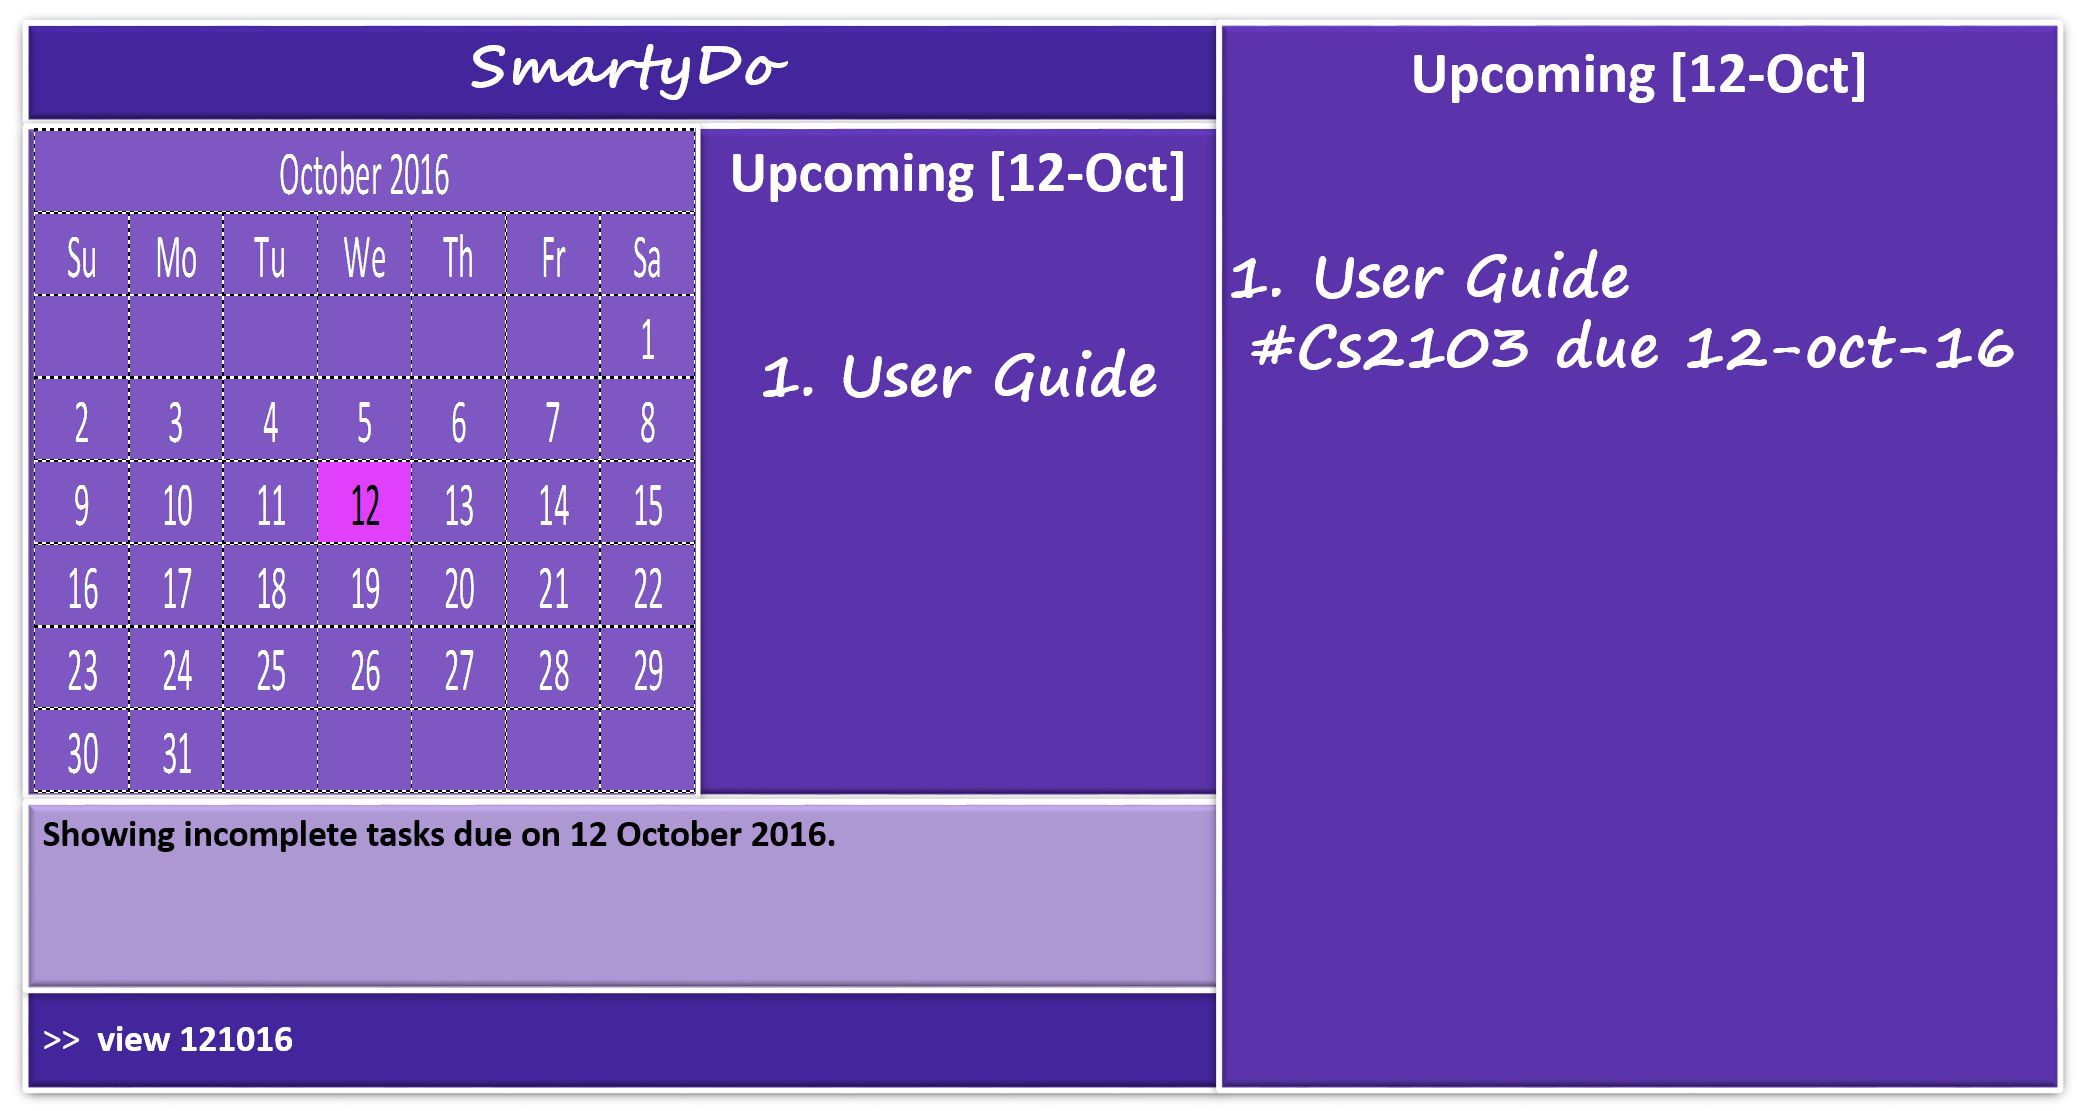 SmartyDo
October 2016
Su Mo Tu We Th Fr Sa
1
2 3 4 5 6 7 8
9 10 11 12 13 14 15
16 17 18 19 20 21 22
23 24 25 26 27 28 29
30 31
Upcoming [12-Oct]
1. User Guide
Showing incomplete tasks due on 12 October 2016.
>> view 121016
Upcoming [12-Oct]
1. User Guide
#Cs2103 due 12-oct-16